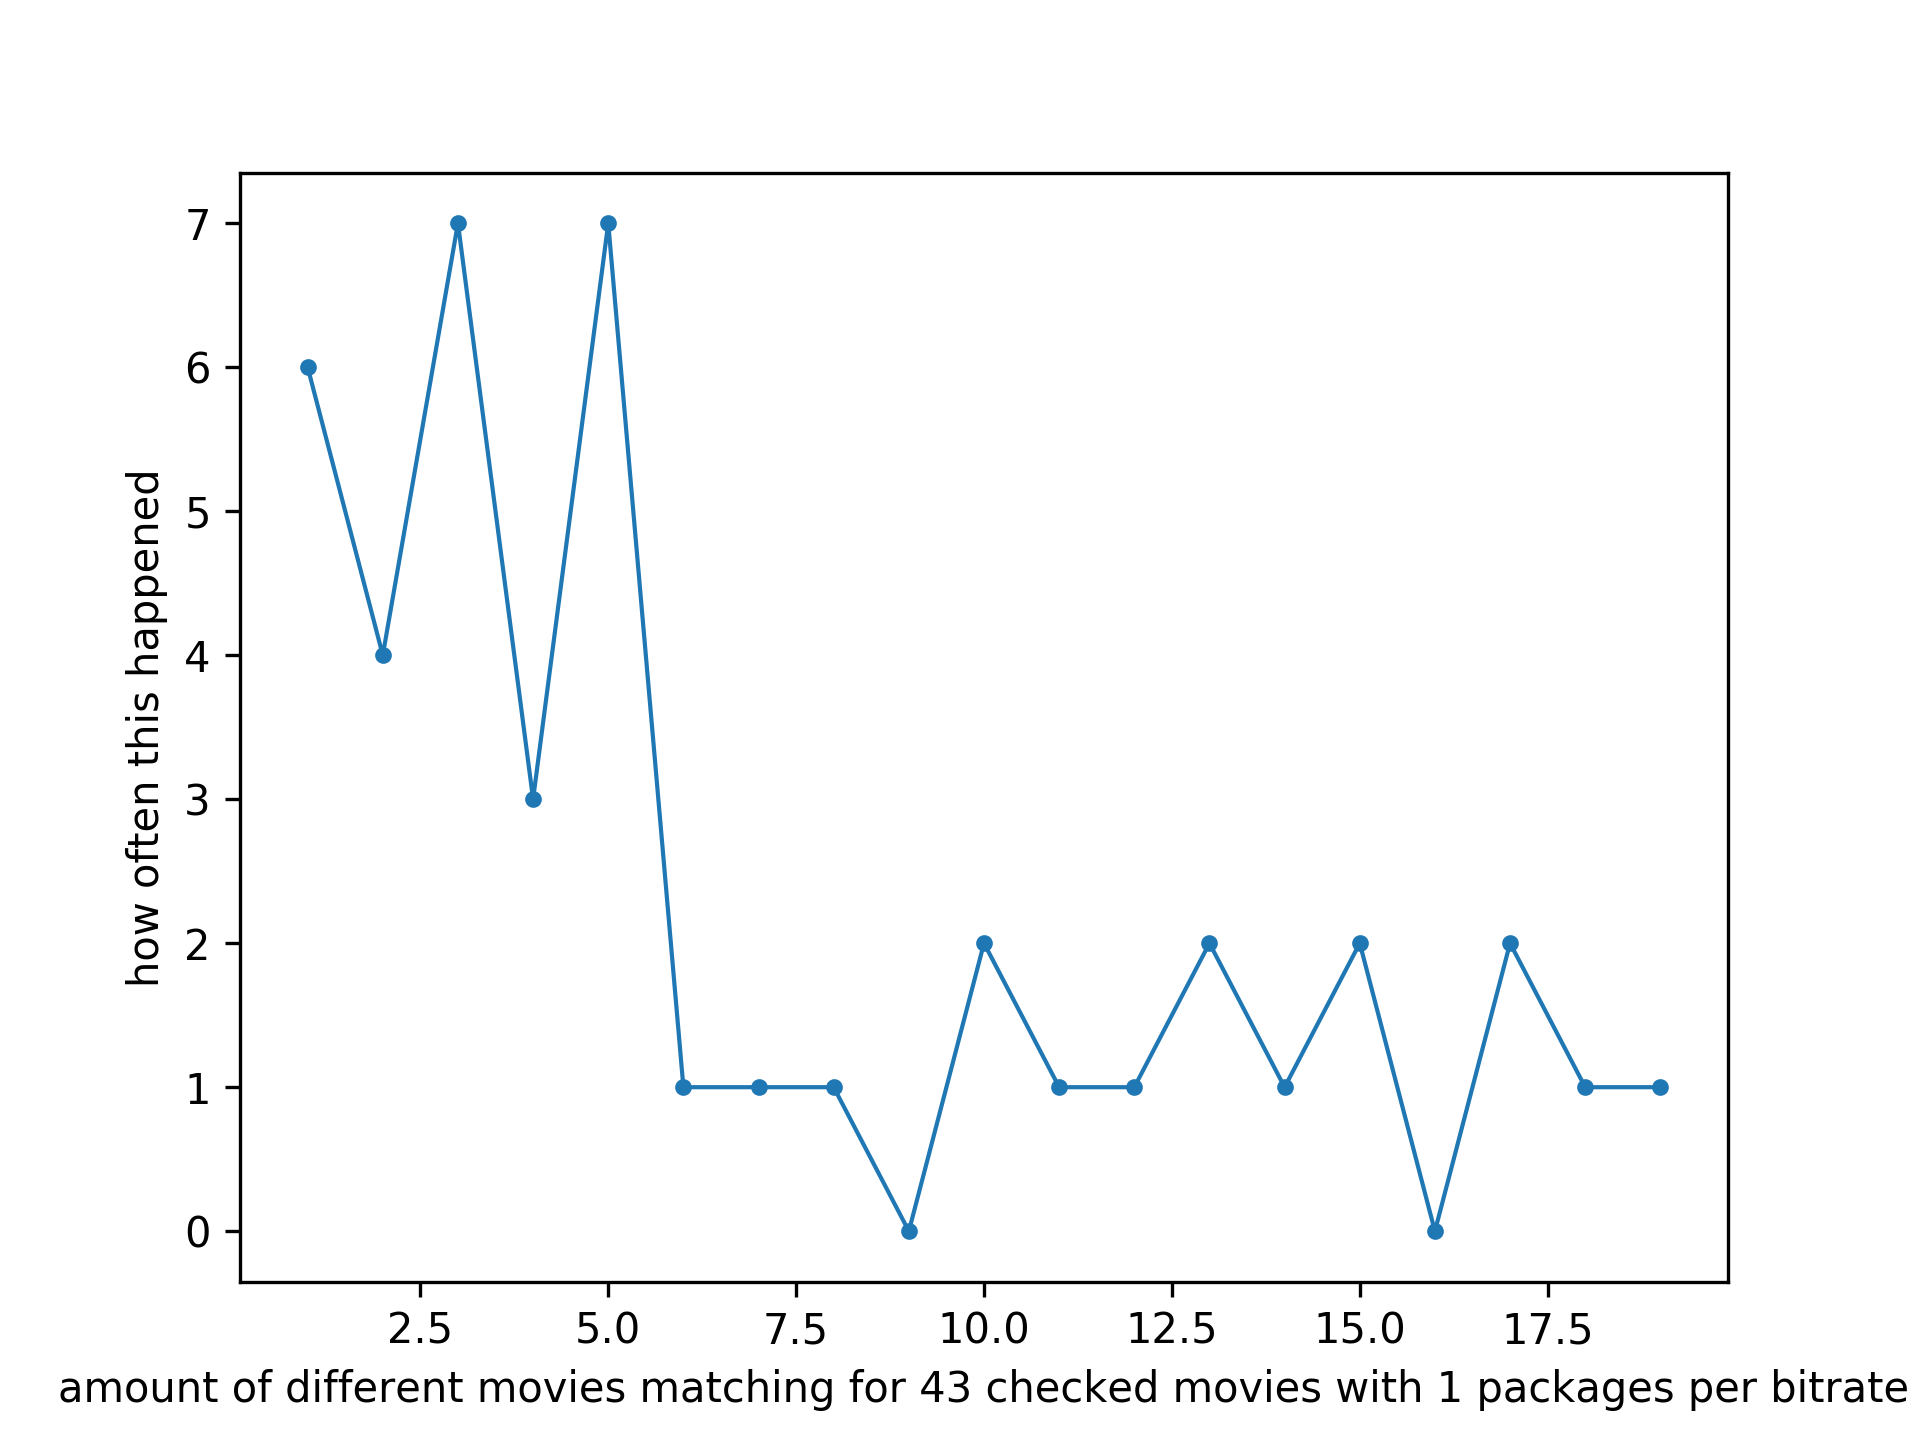 7
6
5
4
3
2
1
0
how often this happened
2.5 5.0 7.5 10.0 12.5 15.0 17.5
amount of different movies matching for 43 checked movies with 1 packages per bitrate